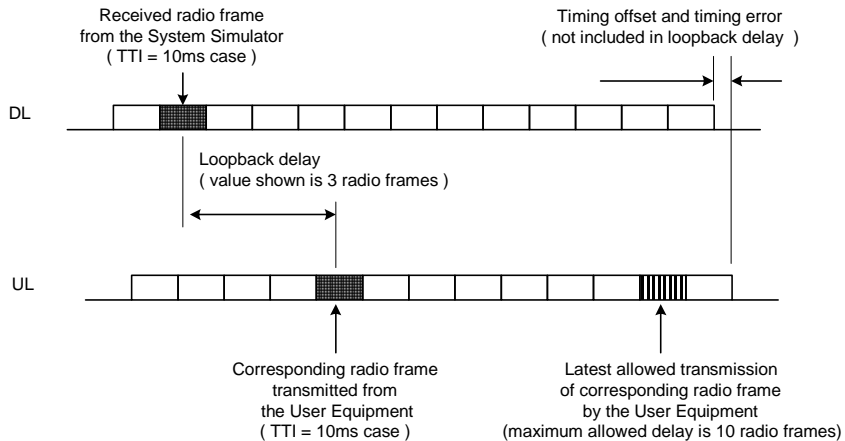 Received radio frame
from the System Simulator
( TTI = 10ms case )
Timing offset and timing error
( not included in loopback delay )
DL
Loopback delay
( value shown is 3 radio frames )
UL
Corresponding radio frame
transmitted from
the User Equipment
( TTI = 10ms case )
Latest allowed transmission
of corresponding radio frame
by the User Equipment
(maximum allowed delay is 10 radio frames)